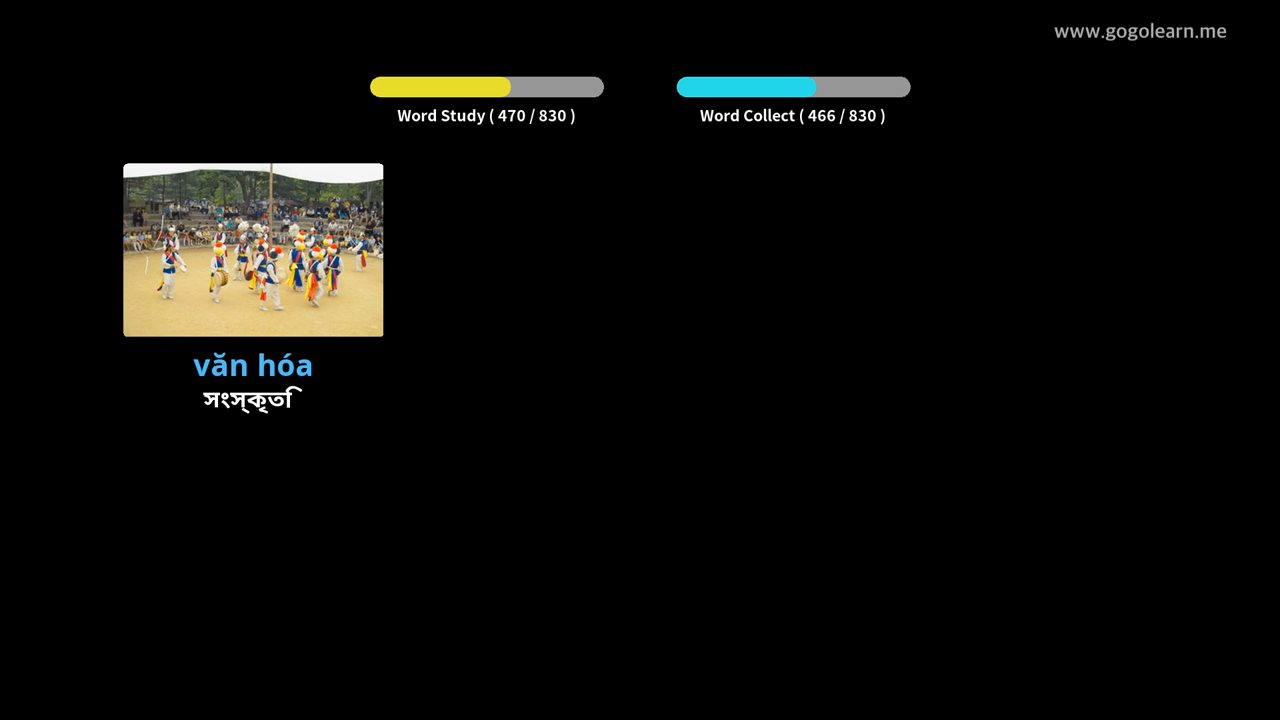 www.gogolearn.me
Word Study ( 470 / 830 )
Word Collect ( 466 / 830 )
văn hóa
সংস্কৃতি